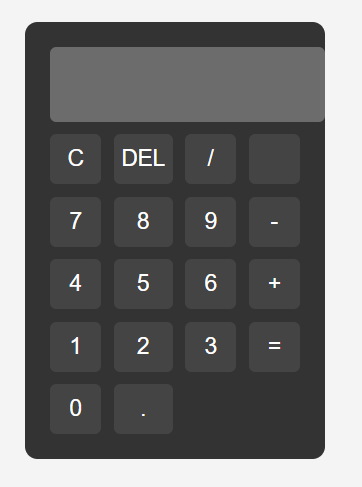 C DEL /
7 8 9 -
4 5 6 +
1 2 3 =
0 .